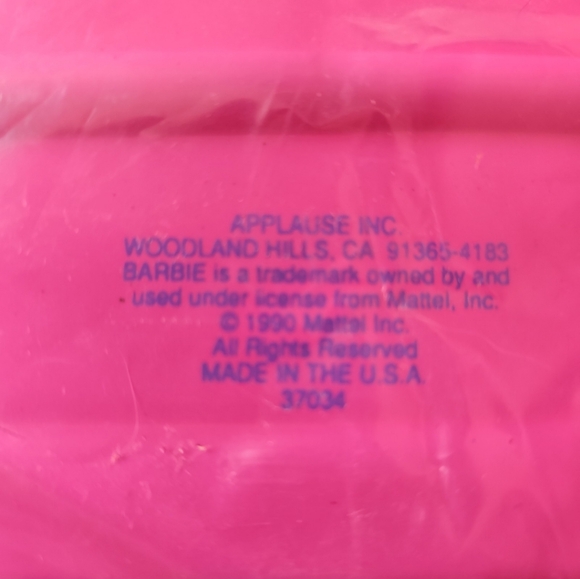 APPLAUSE INC.
WOODLAND HILLS, CA 91365-4183
BARBIE is a trademark owned by and
used under license from Mattel, Inc.
© 1990 Mattel Inc.
All Rights Reserved
MADE IN THE U.S.A.
37034